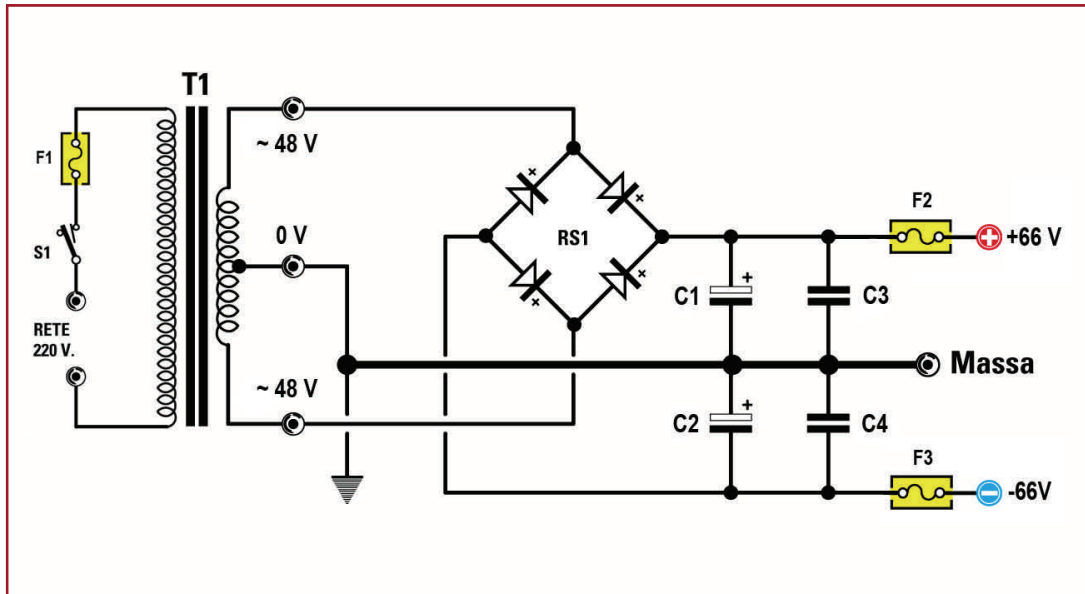 T1
~ 48 V
F1
S1
RETE
220 V.
0 V
~ 48 V
RS1
F2
+66 V
+
C1
C3
Massa
+
C2
C4
F3
-66V